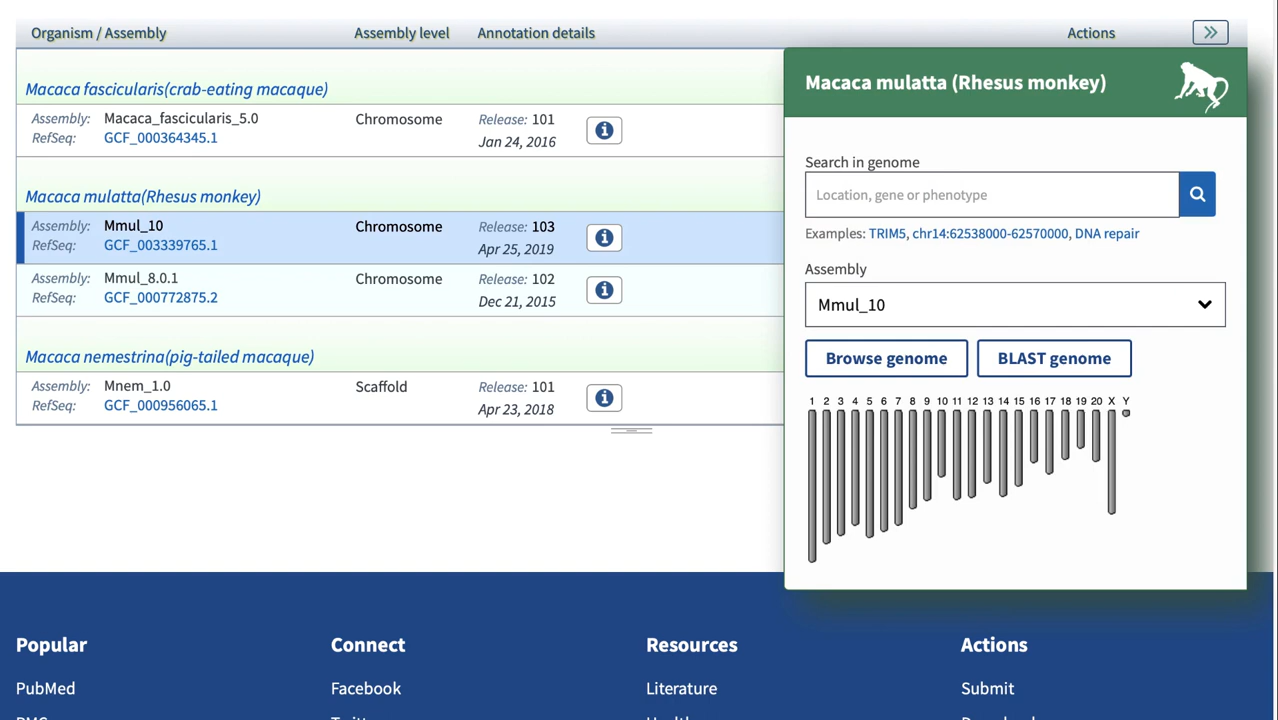 Organism / Assembly Assembly level Annotation details Actions
Macaca fascicularis(crab-eating macaque)
Assembly: Macaca_fascicularis_5.0 Chromosome Release: 101
RefSeq: GCF_000364345.1 Jan 24, 2016
Macaca mulatta(Rhesus monkey)
Assembly: Mmul_10 Chromosome Release: 103
RefSeq: GCF_003339765.1 Apr 25, 2019
Assembly: Mmul_8.0.1 Chromosome Release: 102
RefSeq: GCF_000772875.2 Dec 21, 2015
Macaca nemestrina(pig-tailed macaque)
Assembly: Mnem_1.0 Scaffold Release: 101
RefSeq: GCF_000956065.1 Apr 23, 2018
Macaca mulatta (Rhesus monkey)
Search in genome
Location, gene or phenotype
Examples: TRIM5, chr14:62538000-62570000, DNA repair
Assembly
Mmul_10
Browse genome BLAST genome
1 2 3 4 5 6 7 8 9 10 11 12 13 14 15 16 17 18 19 20 X Y
Popular Connect Resources Actions
PubMed Facebook Literature Submit